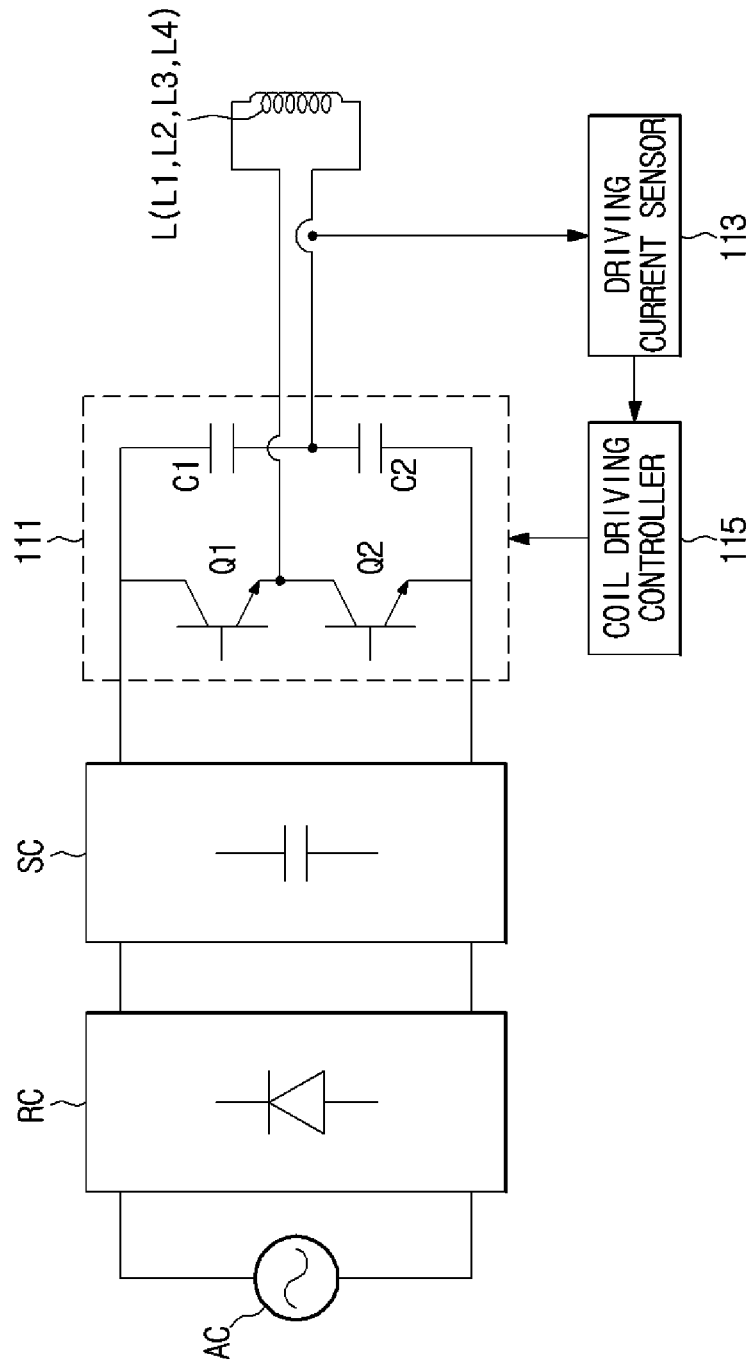 AC
RC
SC
111
Q1
Q2
C1
C2
L(L1,L2,L3,L4)
COIL DRIVING
CONTROLLER
115
DRIVING
CURRENT SENSOR
113